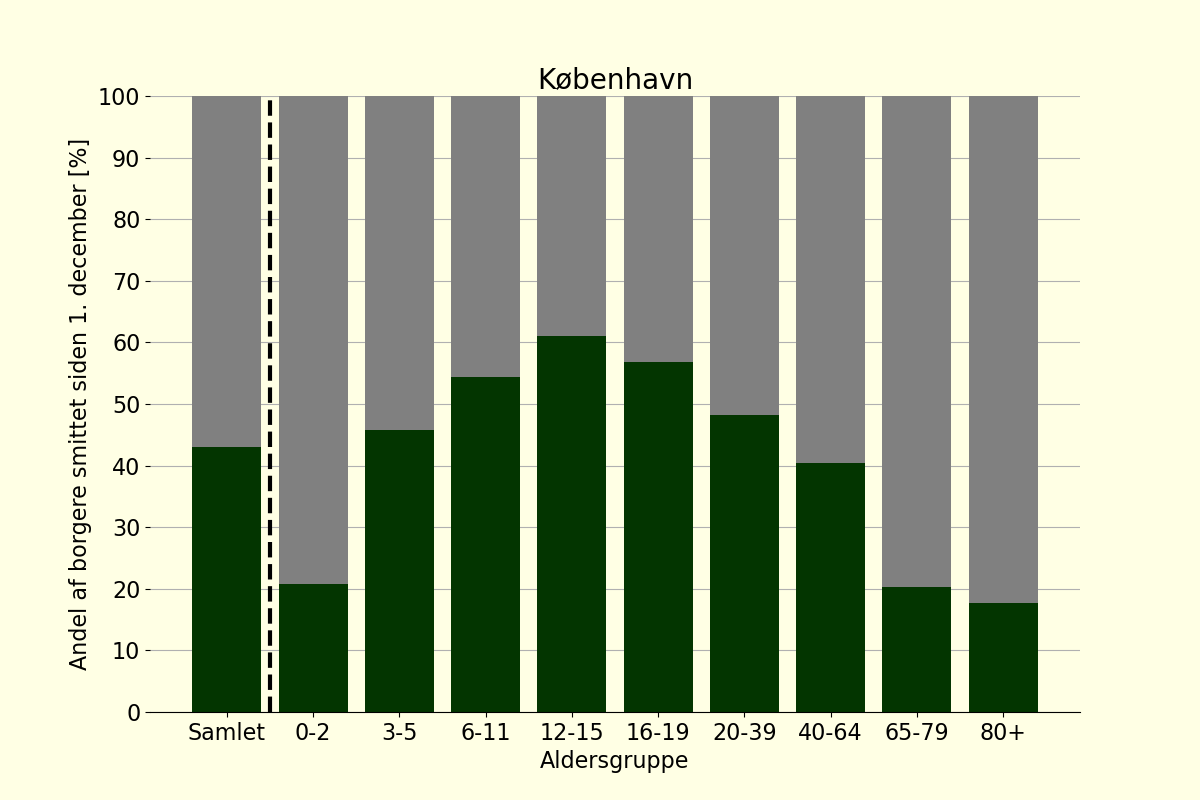 København
Andel af borgere smittet siden 1. december [%]
100
90
80
70
60
50
40
30
20
10
0
Samlet 0-2 3-5 6-11 12-15 16-19 20-39 40-64 65-79 80+
Aldersgruppe